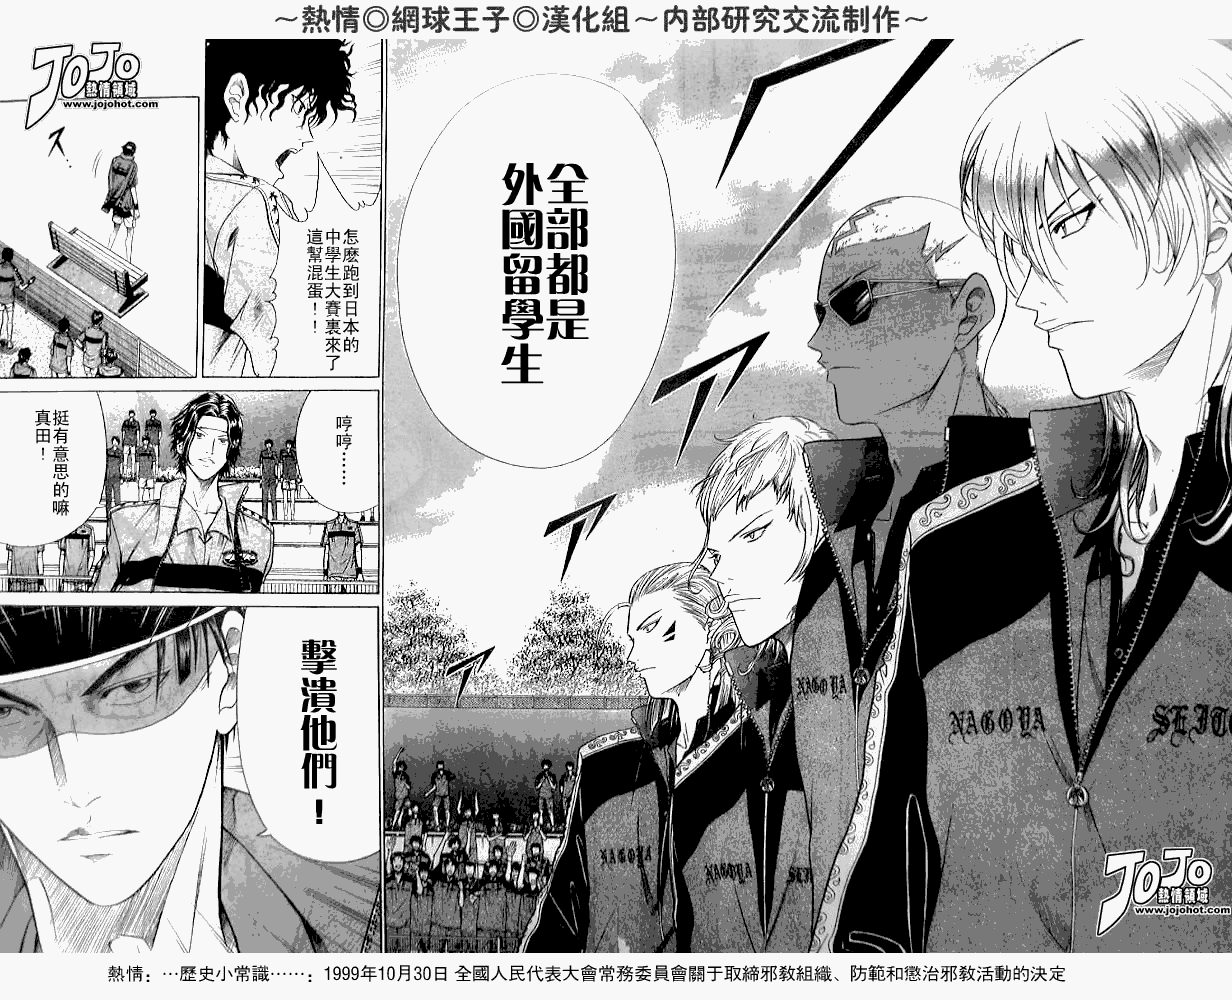 ～熱情◎網球王子◎漢化組～内部研究交流制作～
全部都是
外國留學生
NAGOYA
SEITO
NAGOYA
NAGOYA
SEI
NAGOYA
JOJO
熱情領域
www.jojohot.com
怎麽跑到日本的
中學生大賽裏來了
這幫混蛋！！
JOJO
熱情領域
www.jojohot.com
ス…
哼哼……
挺有意思的嘛
真田！
擊潰他們！
熱情：…歷史小常識……：1999年10月30日 全國人民代表大會常務委員會關于取締邪教組織、防範和懲治邪教活動的決定